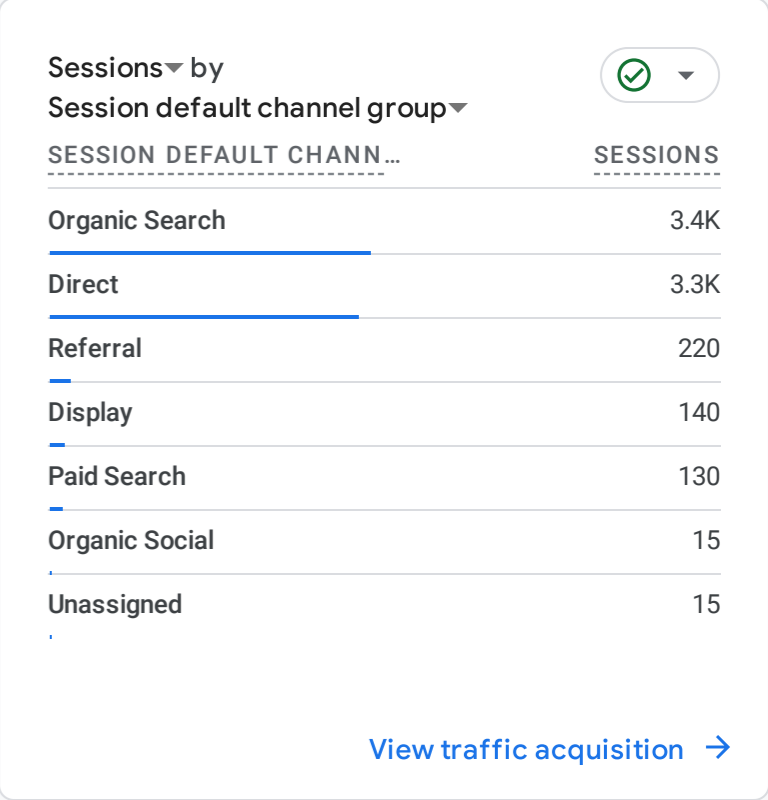 Sessions by
Session default channel group
SESSION DEFAULT CHANN… SESSIONS
Organic Search 3.4K
Direct 3.3K
Referral 220
Display 140
Paid Search 130
Organic Social 15
Unassigned 15
View traffic acquisition